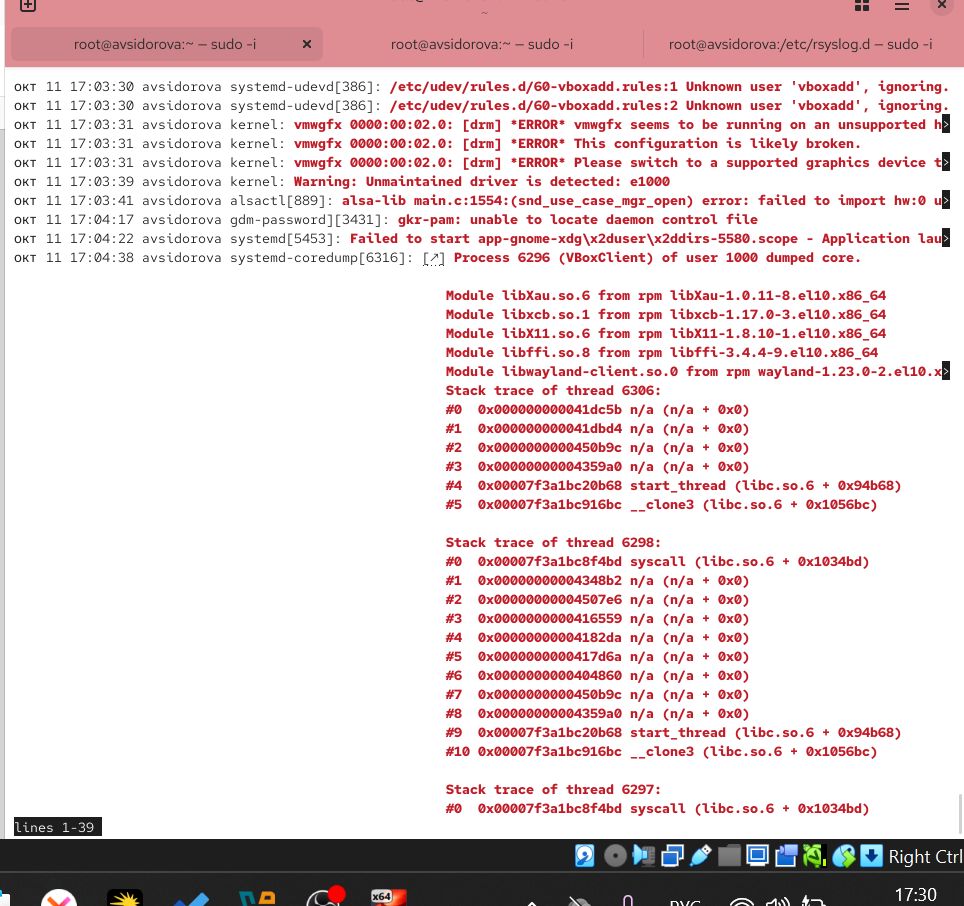 root@avsidorova:~ — sudo -i
root@avsidorova:~ — sudo -i
root@avsidorova:/etc/rsyslog.d — sudo -i
окт 11 17:03:30 avsidorova systemd-udevd[386]: /etc/udev/rules.d/60-vboxadd.rules:1 Unknown user 'vboxadd', ignoring.
окт 11 17:03:30 avsidorova systemd-udevd[386]: /etc/udev/rules.d/60-vboxadd.rules:2 Unknown user 'vboxadd', ignoring.
окт 11 17:03:31 avsidorova kernel: vmwgfx 0000:00:02.0: [drm] *ERROR* vmwgfx seems to be running on an unsupported h>
окт 11 17:03:31 avsidorova kernel: vmwgfx 0000:00:02.0: [drm] *ERROR* This configuration is likely broken.
окт 11 17:03:31 avsidorova kernel: vmwgfx 0000:00:02.0: [drm] *ERROR* Please switch to a supported graphics device t>
окт 11 17:03:39 avsidorova kernel: Warning: Unmaintained driver is detected: e1000
окт 11 17:03:41 avsidorova alsactl[889]: alsa-lib main.c:1554:(snd_use_case_mgr_open) error: failed to import hw:0 u>
окт 11 17:04:17 avsidorova gdm-password][3431]: gkr-pam: unable to locate daemon control file
окт 11 17:04:22 avsidorova systemd[5453]: Failed to start app-gnome-xdg\x2duser\x2ddirs-5580.scope - Application lau>
окт 11 17:04:38 avsidorova systemd-coredump[6316]: [↗] Process 6296 (VBoxClient) of user 1000 dumped core.
Module libXau.so.6 from rpm libXau-1.0.11-8.el10.x86_64
Module libxcb.so.1 from rpm libxcb-1.17.0-3.el10.x86_64
Module libX11.so.6 from rpm libX11-1.8.10-1.el10.x86_64
Module libffi.so.8 from rpm libffi-3.4.4-9.el10.x86_64
Module libwayland-client.so.0 from rpm wayland-1.23.0-2.el10.x>
Stack trace of thread 6306:
#0 0x000000000041dc5b n/a (n/a + 0x0)
#1 0x000000000041dbd4 n/a (n/a + 0x0)
#2 0x0000000000450b9c n/a (n/a + 0x0)
#3 0x00000000004359a0 n/a (n/a + 0x0)
#4 0x00007f3a1bc20b68 start_thread (libc.so.6 + 0x94b68)
#5 0x00007f3a1bc916bc __clone3 (libc.so.6 + 0x1056bc)
Stack trace of thread 6298:
#0 0x00007f3a1bc8f4bd syscall (libc.so.6 + 0x1034bd)
#1 0x00000000004348b2 n/a (n/a + 0x0)
#2 0x00000000004507e6 n/a (n/a + 0x0)
#3 0x0000000000416559 n/a (n/a + 0x0)
#4 0x00000000004182da n/a (n/a + 0x0)
#5 0x0000000000417d6a n/a (n/a + 0x0)
#6 0x0000000000404860 n/a (n/a + 0x0)
#7 0x0000000000450b9c n/a (n/a + 0x0)
#8 0x00000000004359a0 n/a (n/a + 0x0)
#9 0x00007f3a1bc20b68 start_thread (libc.so.6 + 0x94b68)
#10 0x00007f3a1bc916bc __clone3 (libc.so.6 + 0x1056bc)
Stack trace of thread 6297:
#0 0x00007f3a1bc8f4bd syscall (libc.so.6 + 0x1034bd)
lines 1-39
Right Ctrl
x64
РУС
17:30